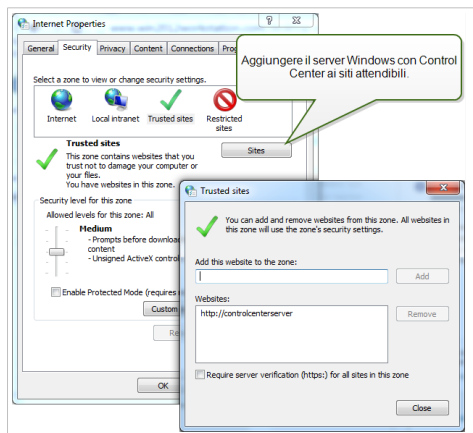 Internet Properties
General Security Privacy Content Connections
Aggiungere il server Windows con Control
Center ai siti attendibili.
Select a zone to view or change security settings.
Internet Local intranet Trusted sites Restricted
sites
Trusted sites
This zone contains websites that you
trust not to damage your computer or
your files.
You have websites in this zone.
Sites
Security level for this zone
Allowed levels for this zone: All
Medium
- Prompts before
content
- Unsigned ActiveX
Enable Protected Mode (requires
Custom
OK
Trusted sites
You can add and remove websites from this zone. All websites in
this zone will use the zone's security settings.
Add this website to the zone:
Add
Websites:
http://controlcenterserver
Remove
Require server verification (https:) for all sites in this
zone
Close